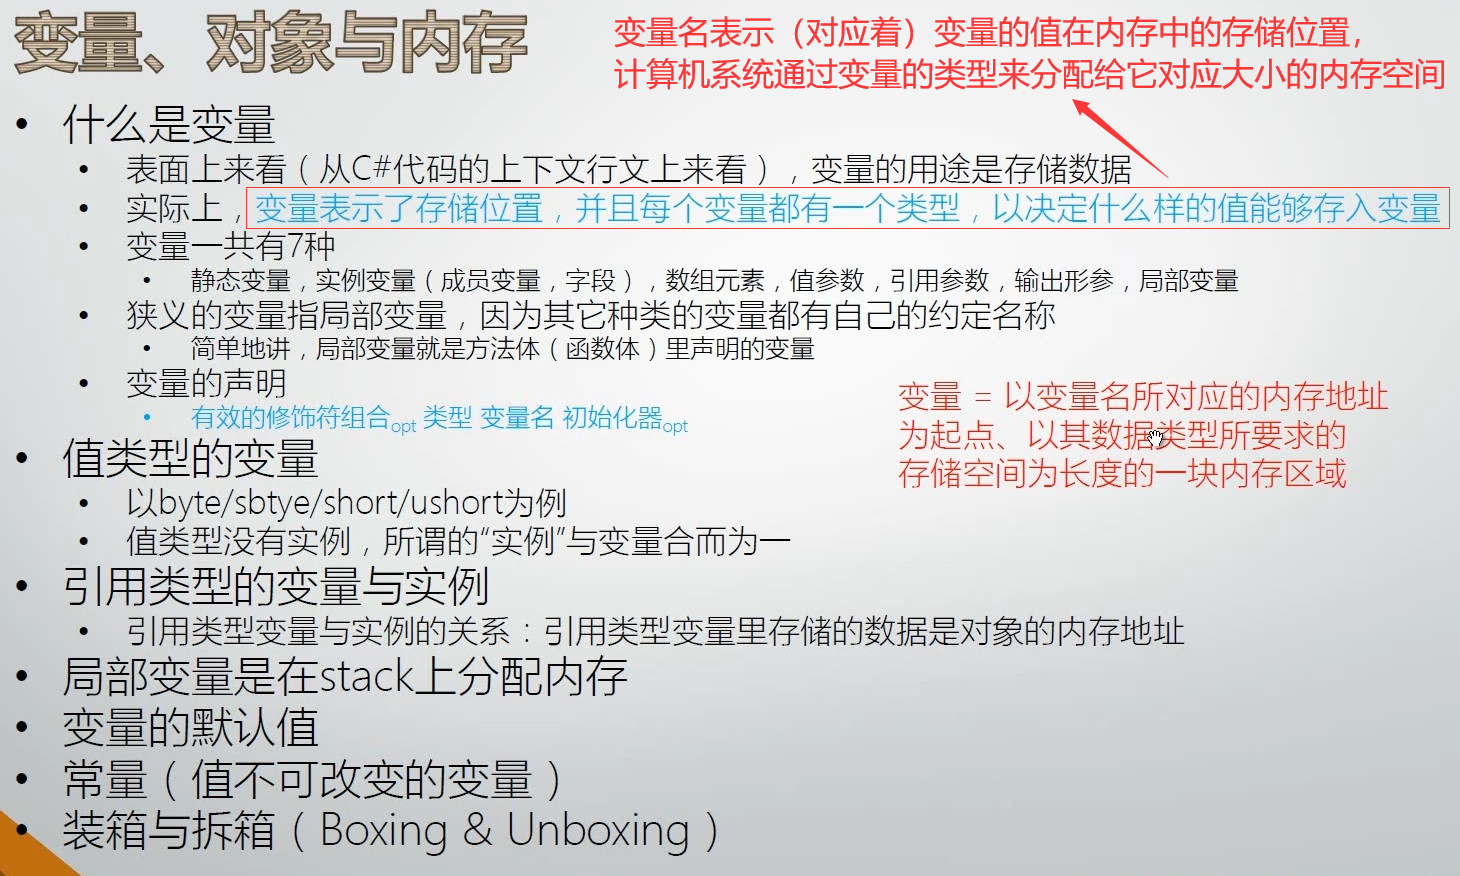 变量、对象与内存
变量名表示（对应着）变量的值在内存中的存储位置，
计算机系统通过变量的类型来分配给它对应大小的内存空间
• 什么是变量
• 表面上来看（从C#代码的上下文行文上来看），变量的用途是存储数据
• 实际上，变量表示了存储位置，并且每个变量都有一个类型，以决定什么样的值能够存入变量
• 变量一共有7种
• 静态变量，实例变量（成员变量，字段），数组元素，值参数，引用参数，输出形参，局部变量
• 狭义的变量指局部变量，因为其它种类的变量都有自己的约定名称
• 简单地讲，局部变量就是方法体（函数体）里声明的变量
• 变量的声明
• 有效的修饰符组合opt 类型 变量名 初始化器opt
变量 = 以变量名所对应的内存地址
为起点、以其数据类型所要求的
存储空间为长度的一块内存区域
• 值类型的变量
• 以byte/sbtye/short/ushort为例
• 值类型没有实例，所谓的“实例”与变量合而为一
• 引用类型的变量与实例
• 引用类型变量与实例的关系：引用类型变量里存储的数据是对象的内存地址
• 局部变量是在stack上分配内存
• 变量的默认值
• 常量（值不可改变的变量）
• 装箱与拆箱（Boxing & Unboxing）